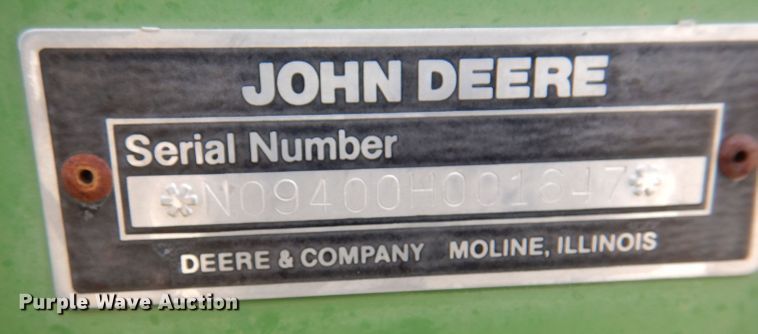 JOHN DEERE
Serial Number
*N09400H001647*
DEERE & COMPANY MOLINE, ILLINOIS
Purple Wave Auction